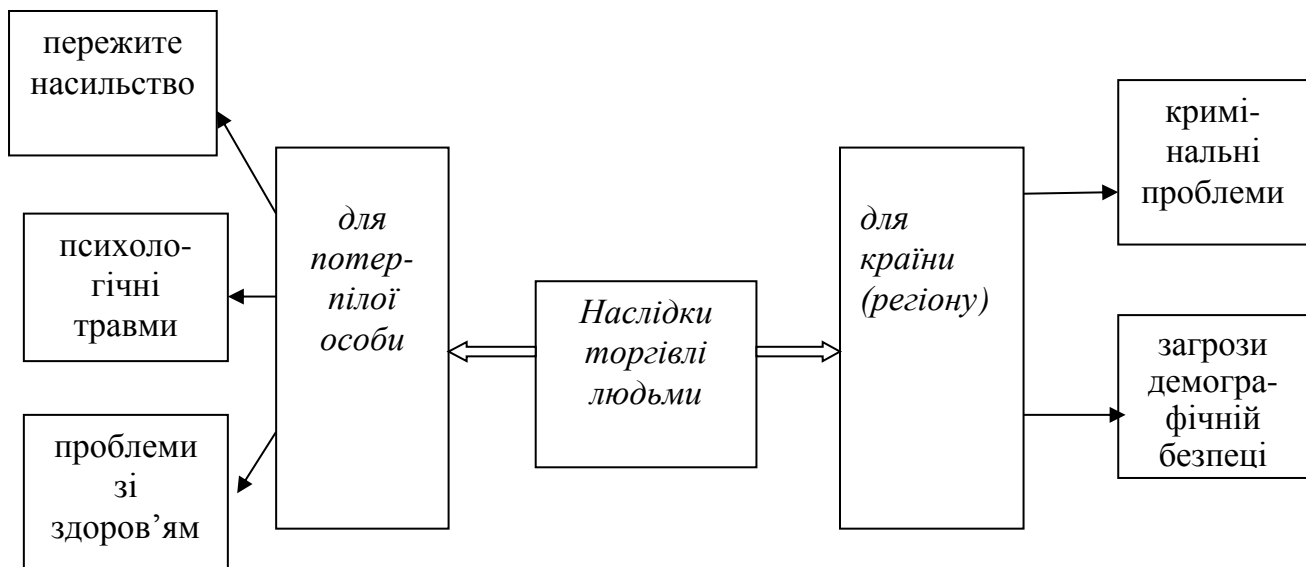 пережите
насильство
психоло-
гічні
травми
проблеми
зі
здоров’ям
для
потер-
пілої
особи
Наслідки
торгівлі
людьми
для
країни
(регіону)
кримі-
нальні
проблеми
загрози
демогра-
фічній
безпеці